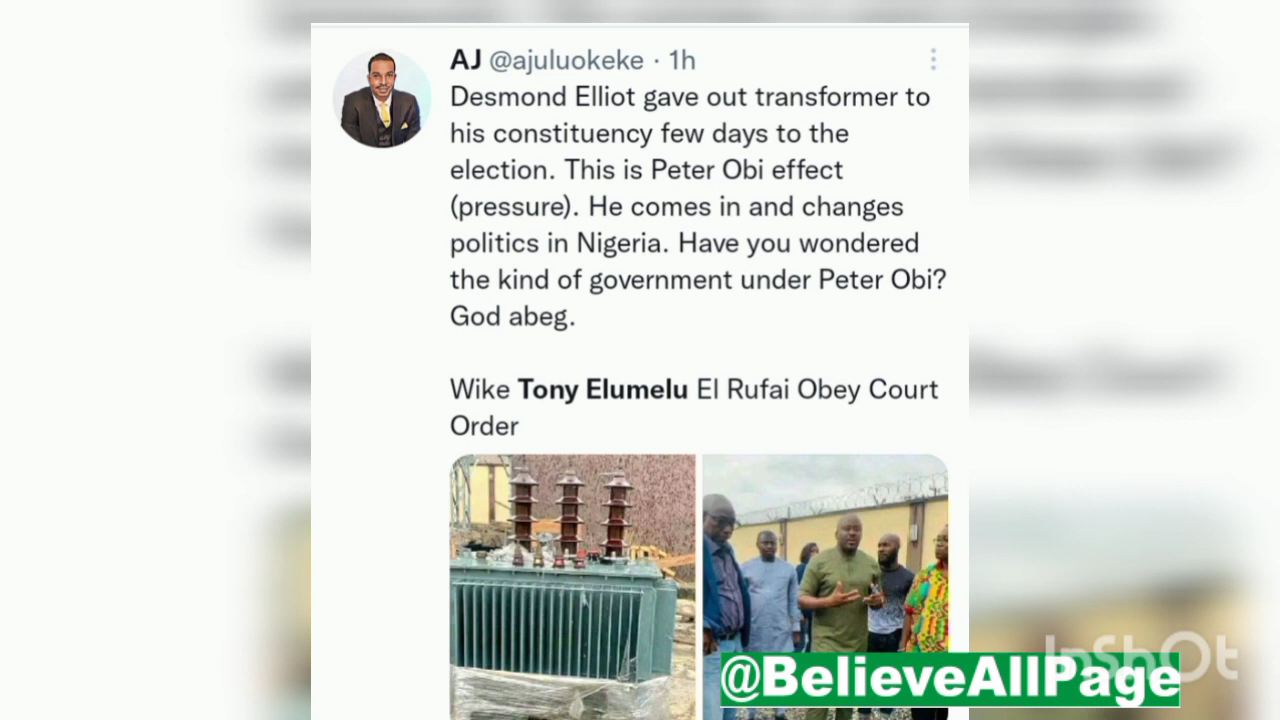 AJ @ajuluokeke · 1h
Desmond Elliot gave out transformer to
his constituency few days to the
election. This is Peter Obi effect
(pressure). He comes in and changes
politics in Nigeria. Have you wondered
the kind of government under Peter Obi?
God abeg.
Wike Tony Elumelu El Rufai Obey Court
Order
InShOt
@BelieveAllPage